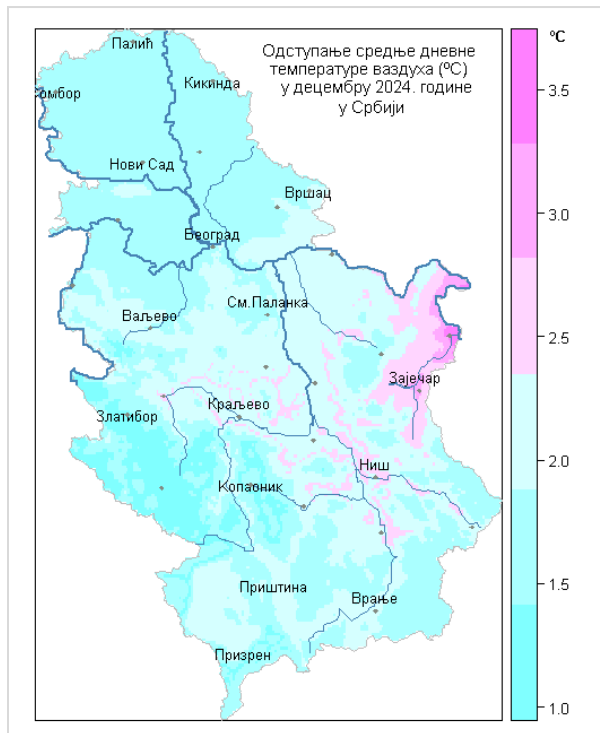 Одступање средње дневне
температуре ваздуха (ºC)
у децембру 2024. године
у Србији
ºC
3.5
3.0
2.5
2.0
1.5
1.0
Палић
Кикинда
омбор
Нови Сад
Вршац
Београд
См.Паланка
Ваљево
Зајечар
Златибор
Краљево
Ниш
Копаоник
Приштина
Врање
Призрен